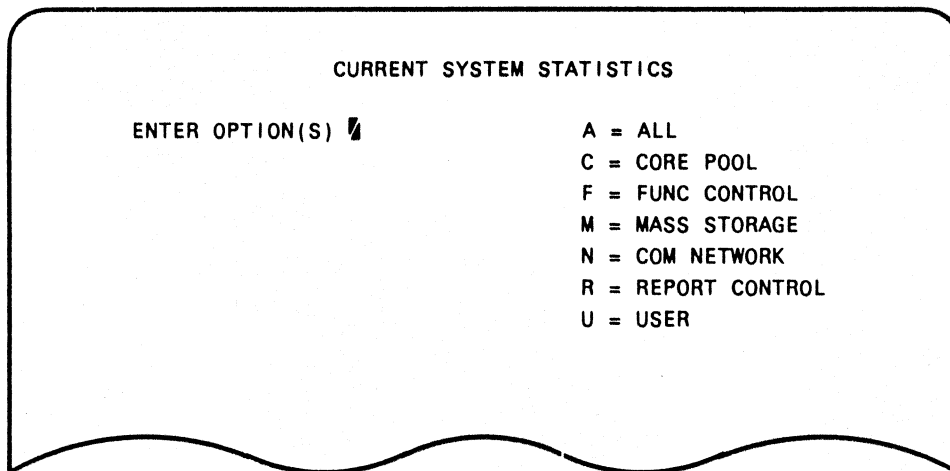 CURRENT SYSTEM STATISTICS
ENTER OPTION(S)
A = ALL
C = CORE POOL
F = FUNC CONTROL
M = MASS STORAGE
N = COM NETWORK
R = REPORT CONTROL
U = USER